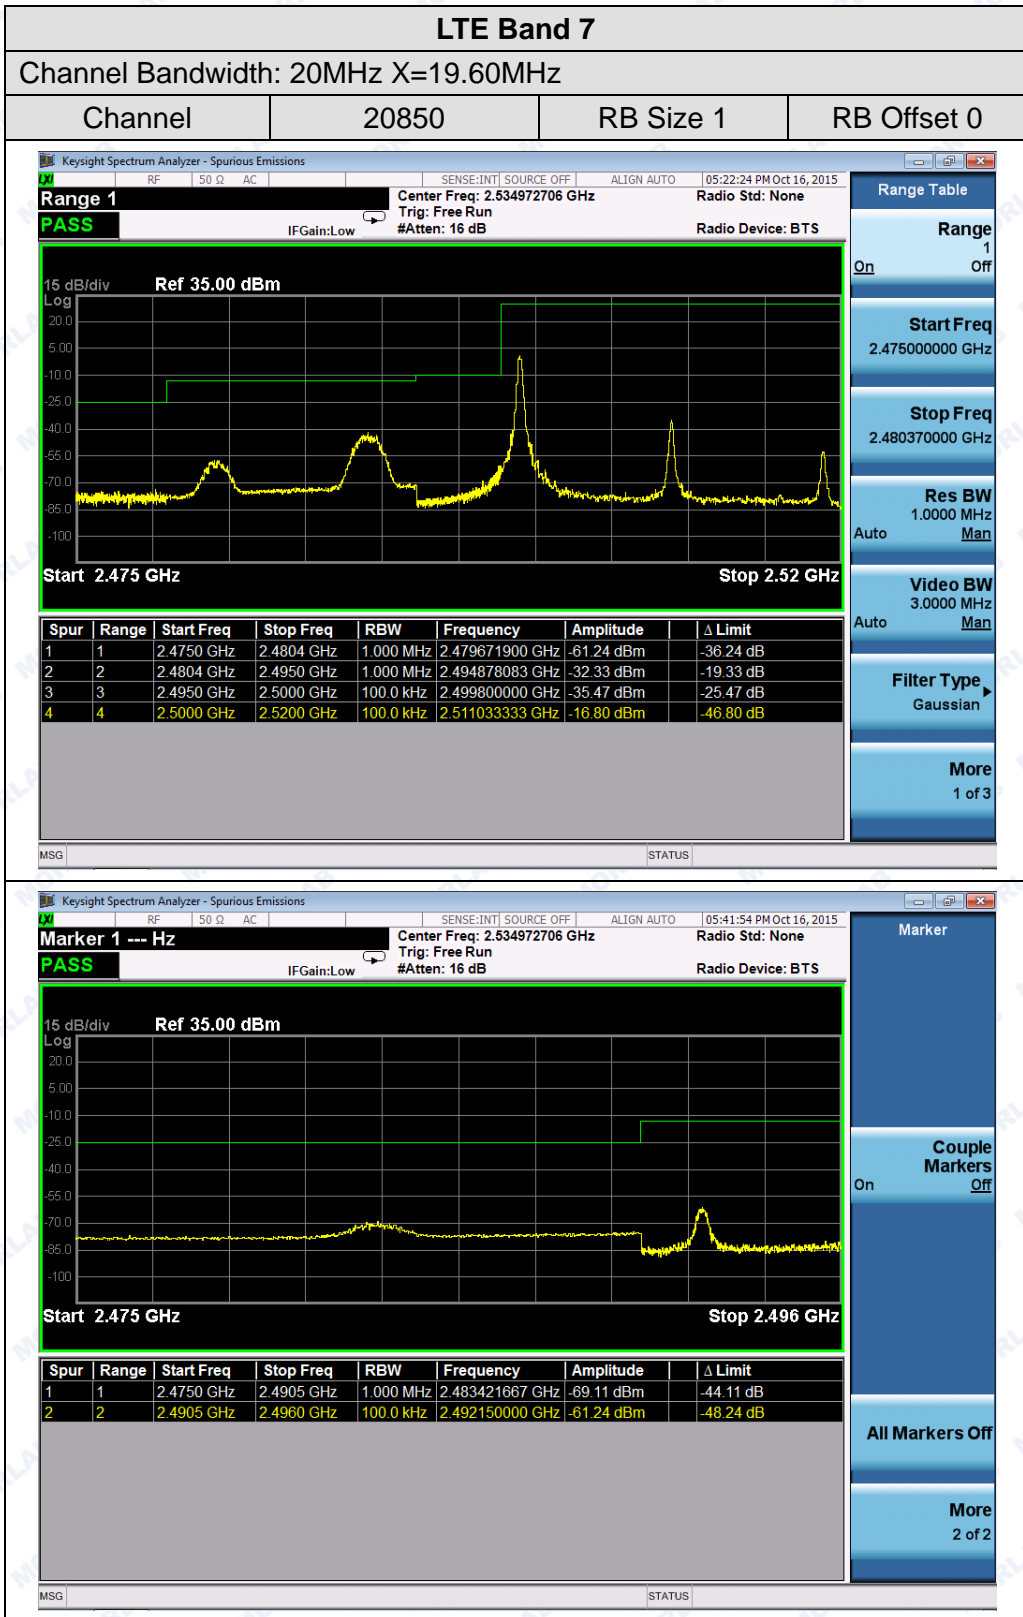 LTE Band 7
Channel Bandwidth: 20MHz X=19.60MHz
Channel 20850 RB Size 1 RB Offset 0
Keysight Spectrum Analyzer - Spurious Emissions
LXI RF 50 Ω AC SENSE:INT SOURCE OFF ALIGN AUTO 05:22:24 PM Oct 16, 2015
Range 1 Center Freq: 2.534972706 GHz Radio Std: None
Trig: Free Run
PASS IFGain:Low #Atten: 16 dB Radio Device: BTS
Range Table
Range
1
On Off
Start Freq
2.475000000 GHz
Stop Freq
2.480370000 GHz
Res BW
1.0000 MHz
Auto Man
Video BW
3.0000 MHz
Auto Man
Filter Type
Gaussian
More
1 of 3
15 dB/div Ref 35.00 dBm
Log
20.0
5.00
-10.0
-25.0
-40.0
-55.0
-70.0
-85.0
-100
Start 2.475 GHz Stop 2.52 GHz
Spur Range Start Freq Stop Freq RBW Frequency Amplitude Δ Limit
1 1 2.4750 GHz 2.4804 GHz 1.000 MHz 2.479671900 GHz -61.24 dBm -36.24 dB
2 2 2.4804 GHz 2.4950 GHz 1.000 MHz 2.494878083 GHz -32.33 dBm -19.33 dB
3 3 2.4950 GHz 2.5000 GHz 100.0 kHz 2.499800000 GHz -35.47 dBm -25.47 dB
4 4 2.5000 GHz 2.5200 GHz 100.0 kHz 2.511033333 GHz -16.80 dBm -46.80 dB
MSG STATUS
Keysight Spectrum Analyzer - Spurious Emissions
LXI RF 50 Ω AC SENSE:INT SOURCE OFF ALIGN AUTO 05:41:54 PM Oct 16, 2015
Marker 1 --- Hz Center Freq: 2.534972706 GHz Radio Std: None
Trig: Free Run
PASS IFGain:Low #Atten: 16 dB Radio Device: BTS
Marker
Couple
Markers
On Off
All Markers Off
More
2 of 2
15 dB/div Ref 35.00 dBm
Log
20.0
5.00
-10.0
-25.0
-40.0
-55.0
-70.0
-85.0
-100
Start 2.475 GHz Stop 2.496 GHz
Spur Range Start Freq Stop Freq RBW Frequency Amplitude Δ Limit
1 1 2.4750 GHz 2.4905 GHz 1.000 MHz 2.483421667 GHz -69.11 dBm -44.11 dB
2 2 2.4905 GHz 2.4960 GHz 100.0 kHz 2.492150000 GHz -61.24 dBm -48.24 dB
MSG STATUS